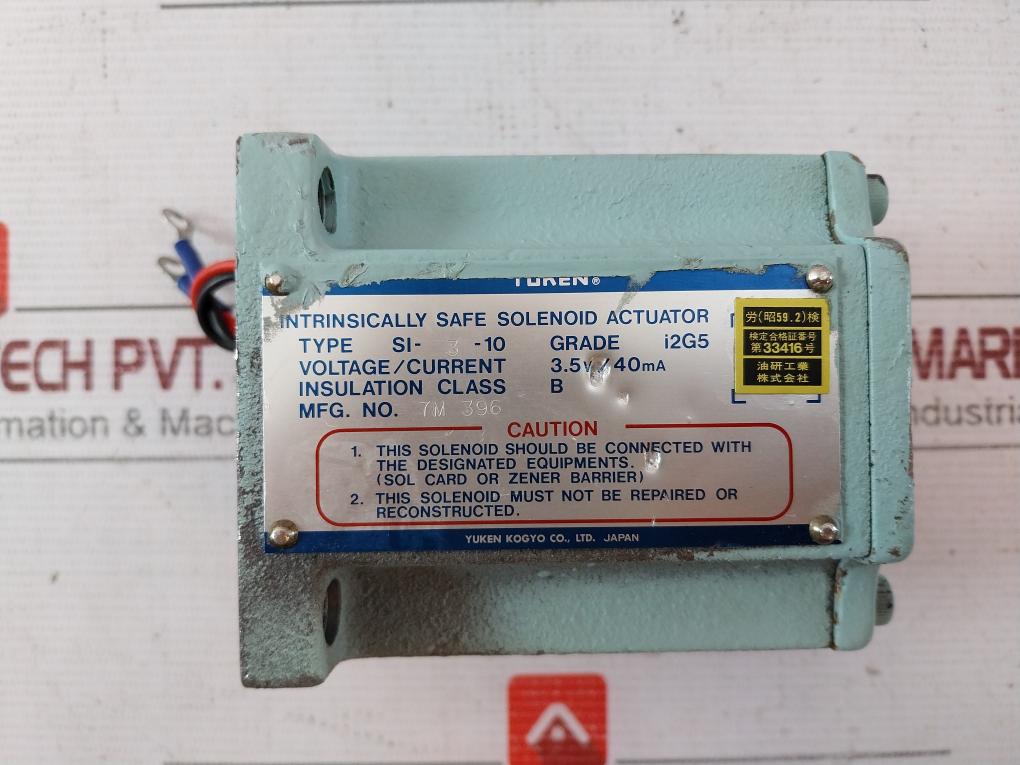 YUKEN®
INTRINSICALLY SAFE SOLENOID ACTUATOR
TYPE SI- 3 -10 GRADE i2G5
VOLTAGE/CURRENT 3.5V/40mA
INSULATION CLASS B
MFG. NO. 7M 396
労(昭59.2)検
検定合格証番号
第33416号
油研工業
株式会社
CAUTION
1. THIS SOLENOID SHOULD BE CONNECTED WITH
THE DESIGNATED EQUIPMENTS.
(SOL CARD OR ZENER BARRIER)
2. THIS SOLENOID MUST NOT BE REPAIRED OR
RECONSTRUCTED.
YUKEN KOGYO CO., LTD. JAPAN
TECH PVT.
mation & Mac
MARI
industria